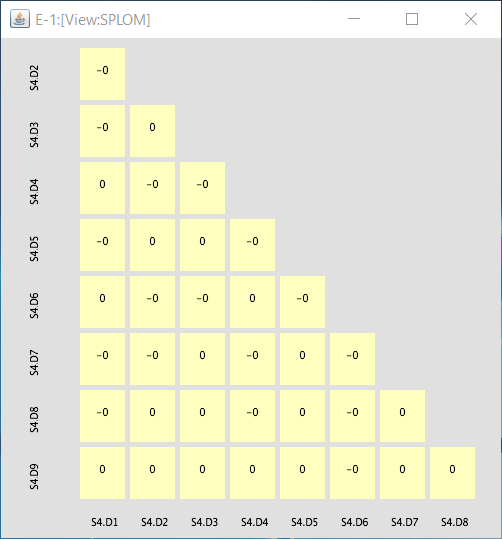 E-1:[View:SPLOM]
S4.D2 -0
S4.D3 -0 0
S4.D4 0 -0 -0
S4.D5 -0 0 0 -0
S4.D6 0 -0 -0 0 -0
S4.D7 -0 -0 0 -0 0 -0
S4.D8 -0 0 0 -0 0 -0 0
S4.D9 0 0 0 0 0 -0 0 0
S4.D1 S4.D2 S4.D3 S4.D4 S4.D5 S4.D6 S4.D7 S4.D8